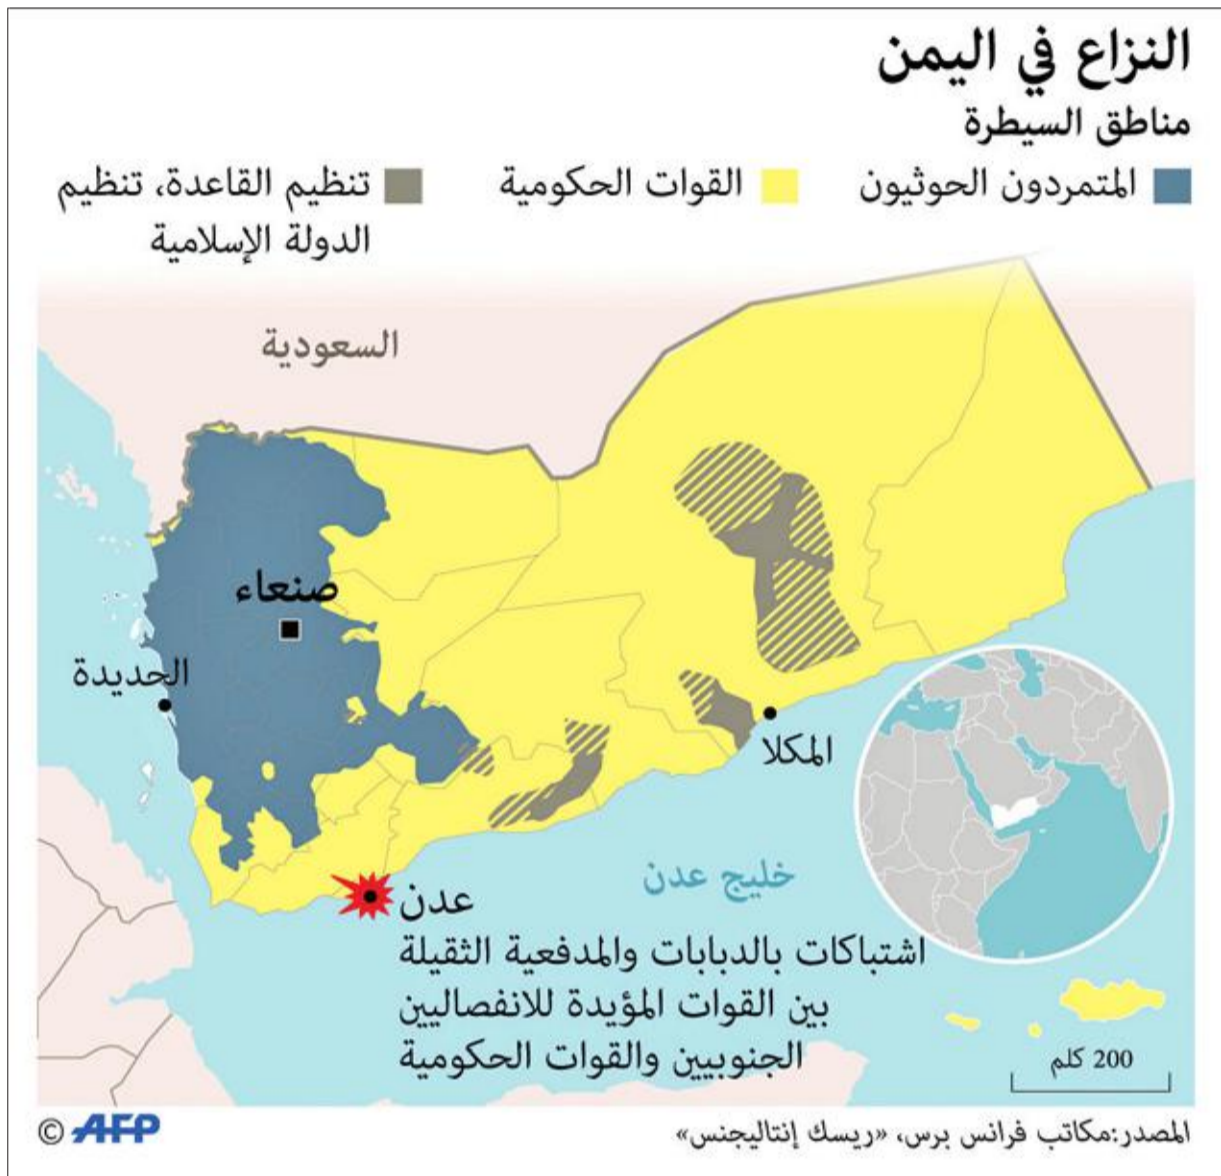 النزاع في اليمن
مناطق السيطرة
المتمردون الحوثيون
القوات الحكومية
تنظيم القاعدة، تنظيم
الدولة الإسلامية
السعودية
صنعاء
الحديدة
المكلا
خليج عدن
عدن
اشتباكات بالدبابات والمدفعية الثقيلة
بين القوات المؤيدة للانفصاليين
الجنوبيين والقوات الحكومية
200 كلم
المصدر:مكاتب فرانس برس، «ريسك إنتاليجنس»
© AFP